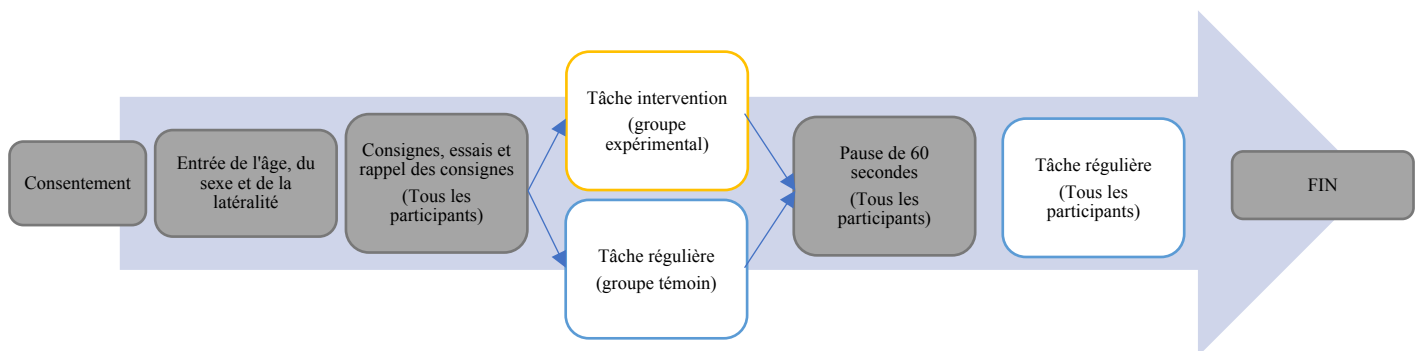 Consentement
Entrée de l'âge, du
sexe et de la
latéralité
Consignes, essais et
rappel des consignes
(Tous les
participants)
Tâche intervention
(groupe
expérimental)
Tâche régulière
(groupe témoin)
Pause de 60
secondes
(Tous les
participants)
Tâche régulière
(Tous les
participants)
FIN